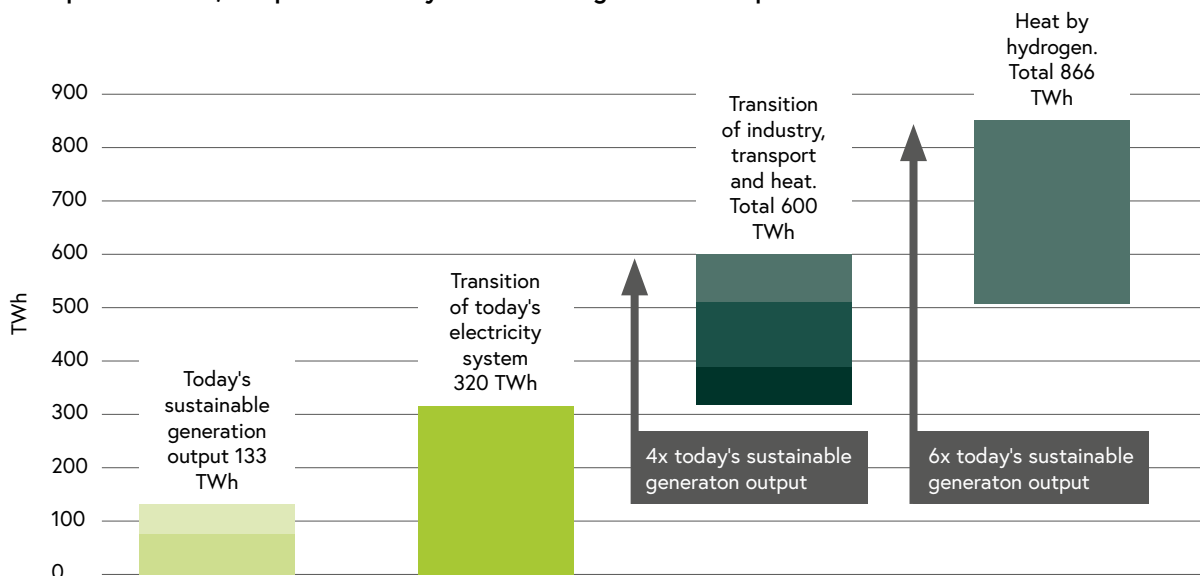 Heat by
hydrogen.
Total 866
TWh
900
800
700
600
500
400
300
200
100
0
TWh
Today's
sustainable
generation
output 133
TWh
Transition
of today's
electricity
system
320 TWh
Transition
of industry,
transport
and heat.
Total 600
TWh
4x today's sustainable
generaton output
6x today's sustainable
generaton output